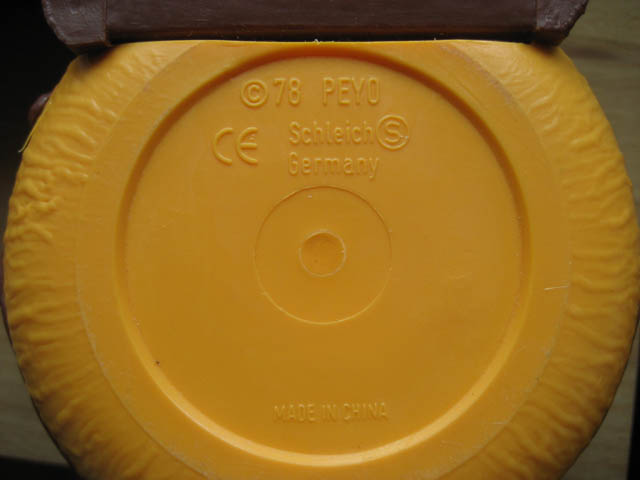 © 78 PEYO
CE Schleich S
Germany
MADE IN CHINA